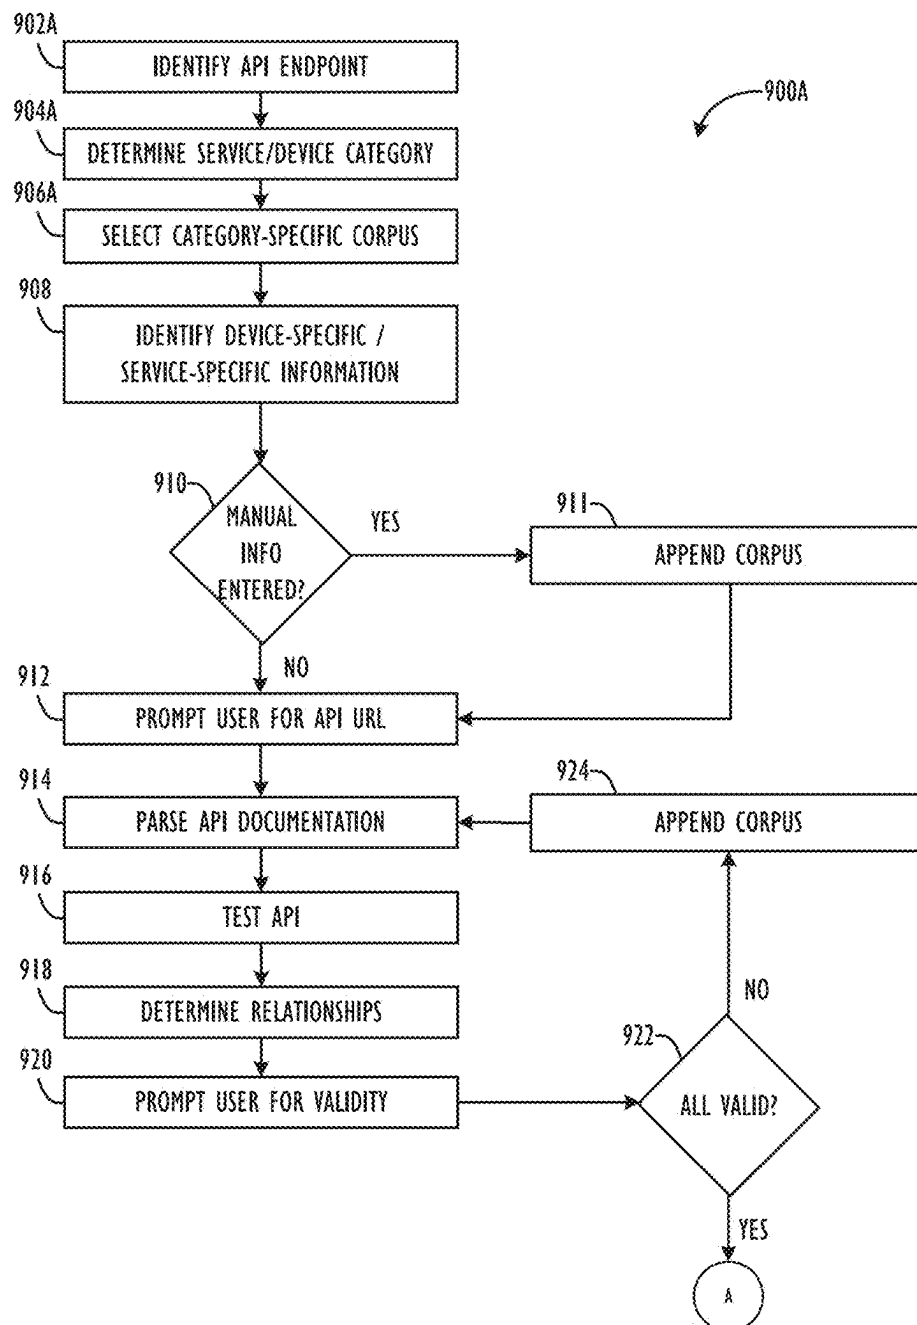 902A
IDENTIFY API ENDPOINT
900A
904A
DETERMINE SERVICE/DEVICE CATEGORY
906A
SELECT CATEGORY-SPECIFIC CORPUS
908
IDENTIFY DEVICE-SPECIFIC /
SERVICE-SPECIFIC INFORMATION
910
MANUAL
INFO
ENTERED?
YES
911
APPEND CORPUS
NO
912
PROMPT USER FOR API URL
914
PARSE API DOCUMENTATION
924
APPEND CORPUS
916
TEST API
918
DETERMINE RELATIONSHIPS
NO
920
PROMPT USER FOR VALIDITY
922
ALL VALID?
YES
A